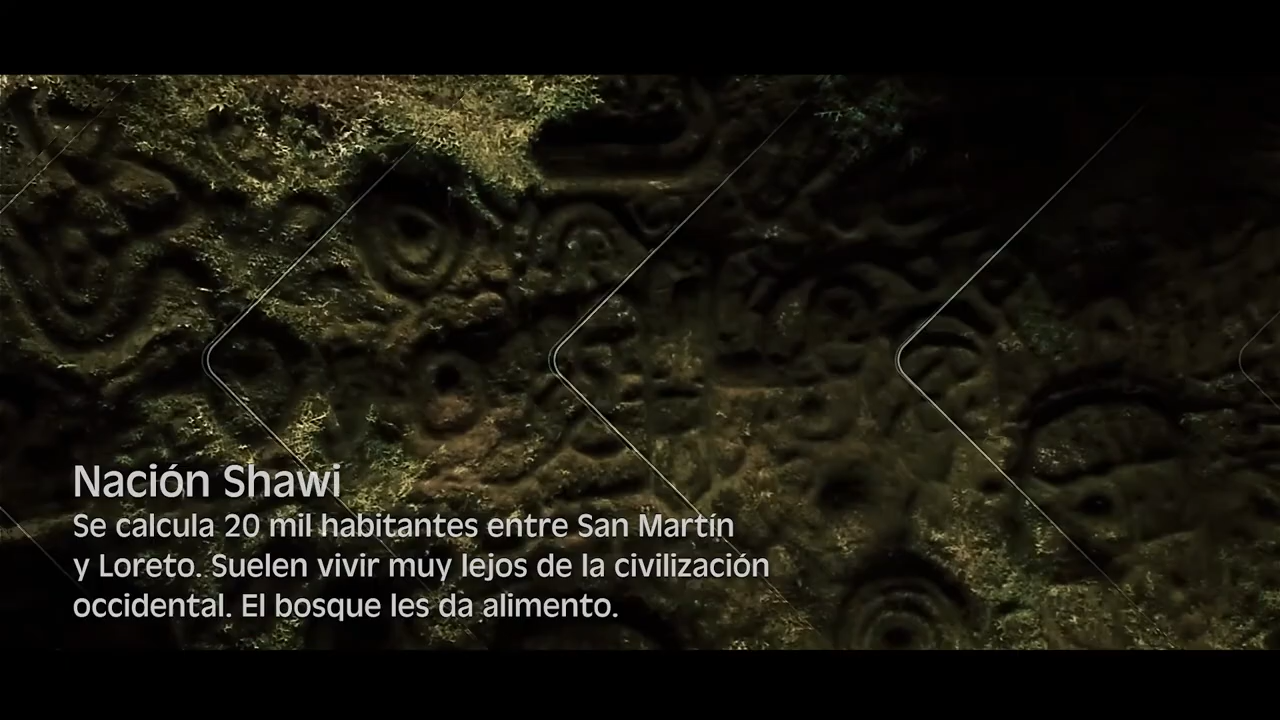 Nación Shawi
Se calcula 20 mil habitantes entre San Martín
y Loreto. Suelen vivir muy lejos de la civilización
occidental. El bosque les da alimento.